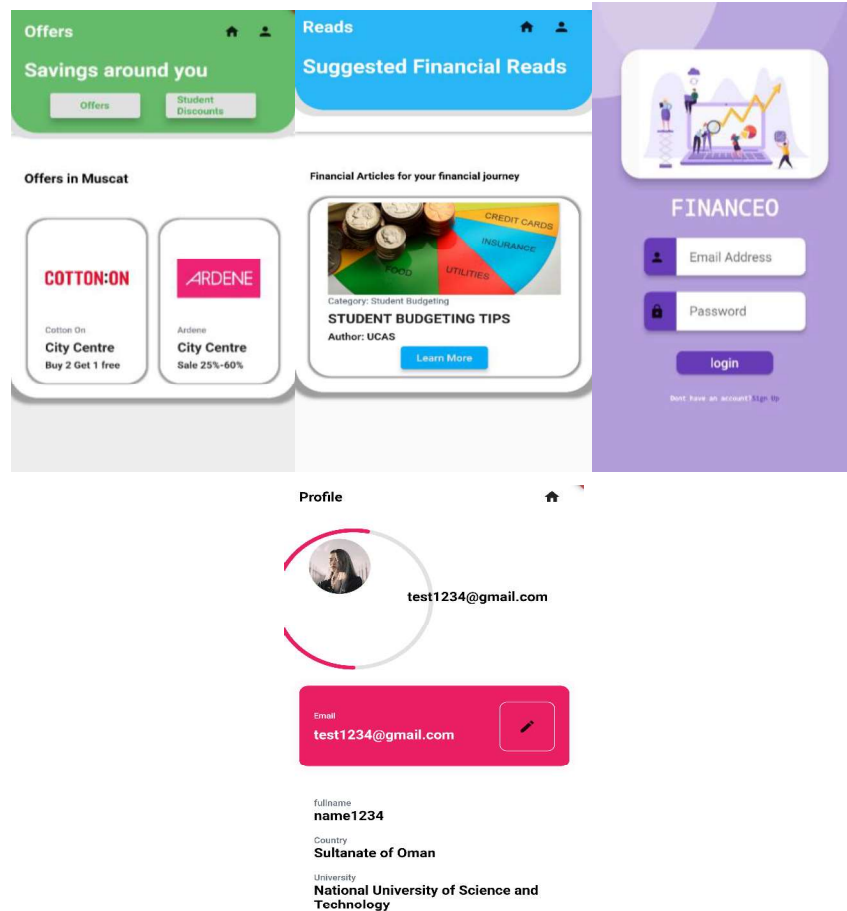 Offers
Savings around you
Offers
Student
Discounts
Offers in Muscat
COTTON:ON
Cotton On
City Centre
Buy 2 Get 1 free
ARDENE
Ardene
City Centre
Sale 25%-60%
Reads
Suggested Financial Reads
Financial Articles for your financial journey
CREDIT CARDS
INSURANCE
UTILITIES
FOOD
Category: Student Budgeting
STUDENT BUDGETING TIPS
Author: UCAS
Learn More
FINANCEO
Email Address
Password
login
Dont have an account?Sign Up
Profile
test1234@gmail.com
Email
test1234@gmail.com
fullname
name1234
Country
Sultanate of Oman
University
National University of Science and
Technology